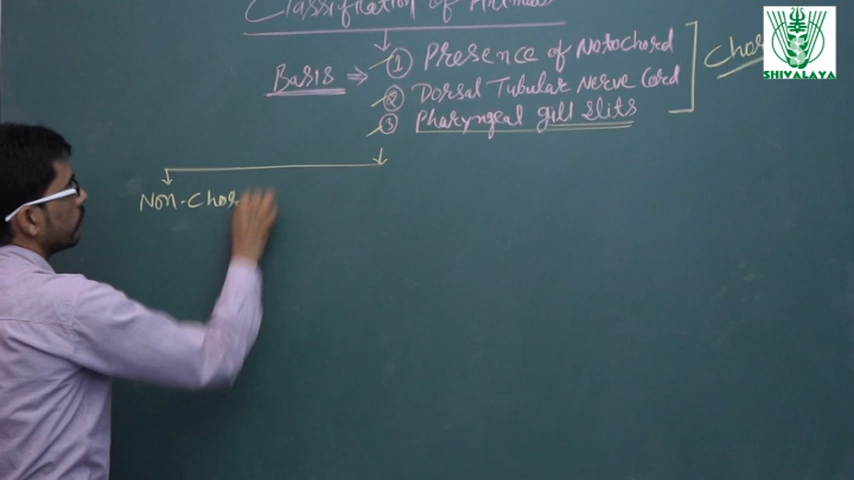 Classification of Animals
Basis ⇒ ① Presence of Notochord
② Dorsal Tubular Nerve Cord
③ Pharyngeal gill slits
Chor
Non-Chor
SHIVALAYA